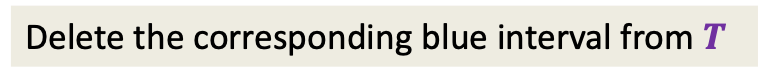 Delete the corresponding blue interval from T